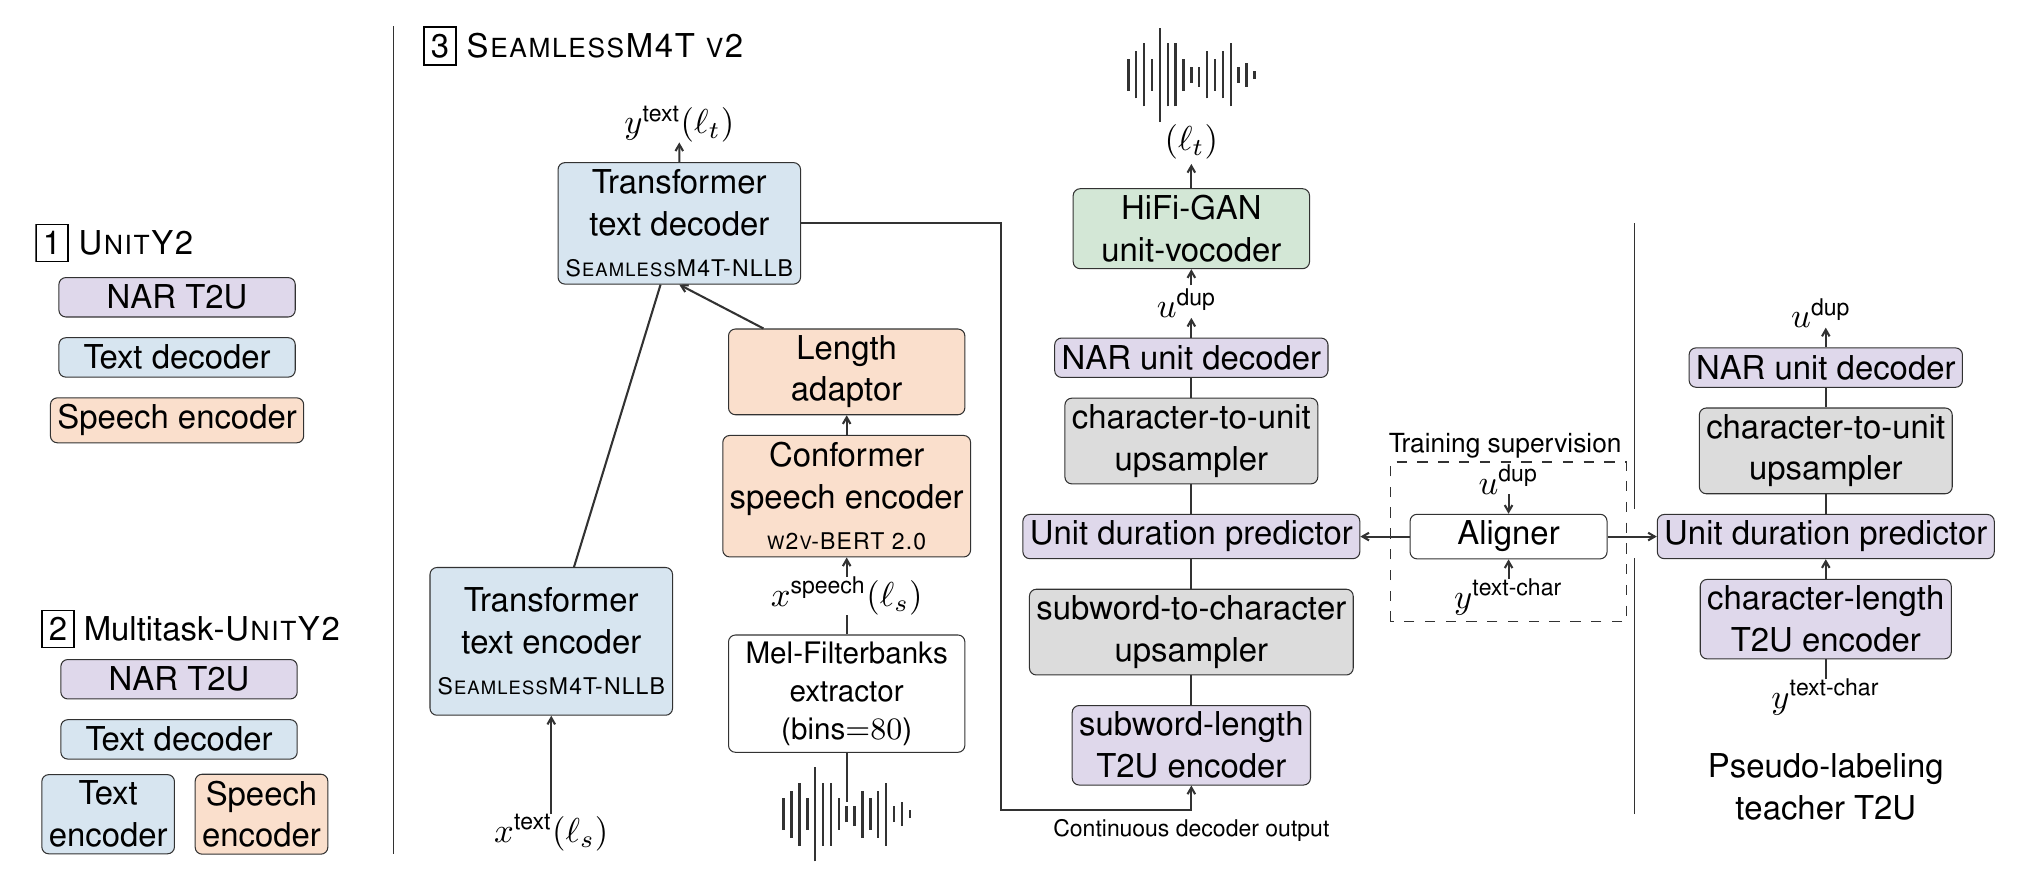 1 UNITY2
NAR T2U
Text decoder
Speech encoder
2 Multitask-UNITY2
NAR T2U
Text decoder
Text
encoder
Speech
encoder
3 SEAMLESSM4T V2
y^text(ℓ_t)
Transformer
text decoder
SEAMLESSM4T-NLLB
Length
adaptor
Conformer
speech encoder
W2V-BERT 2.0
x^speech(ℓ_s)
Mel-Filterbanks
extractor
(bins=80)
Transformer
text encoder
SEAMLESSM4T-NLLB
x^text(ℓ_s)
(ℓ_t)
HiFi-GAN
unit-vocoder
u^dup
NAR unit decoder
character-to-unit
upsampler
Unit duration predictor
subword-to-character
upsampler
subword-length
T2U encoder
Continuous decoder output
Training supervision
u^dup
Aligner
y^text-char
u^dup
NAR unit decoder
character-to-unit
upsampler
Unit duration predictor
character-length
T2U encoder
y^text-char
Pseudo-labeling
teacher T2U